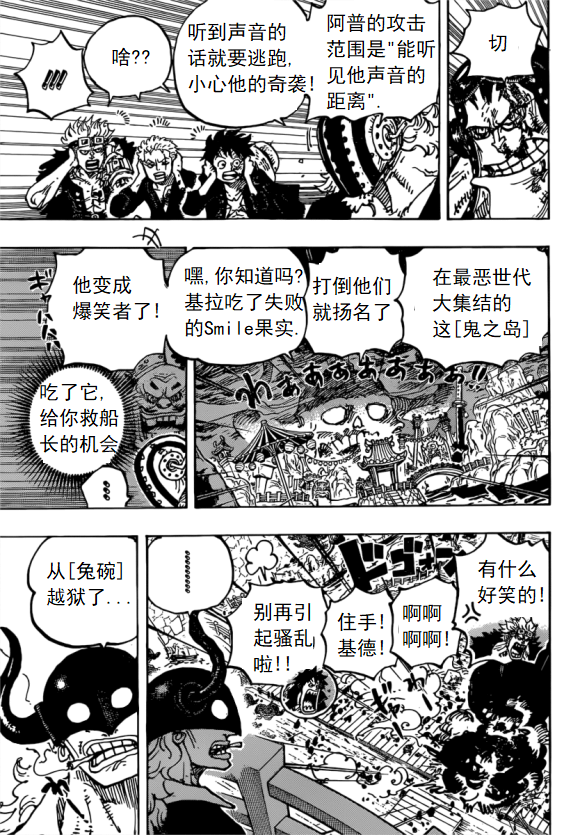 切
阿普的攻击
范围是"能听
见他声音的
距离".
听到声音的
话就要逃跑,
小心他的奇袭!
啥??
!!!
在最恶世代
大集结的
这[鬼之岛]
打倒他们
就扬名了
嘿,你知道吗?
基拉吃了失败
的Smile果实.
他变成
爆笑者了!
吃了它,
给你救船
长的机会
有什么
好笑的!
啊啊
啊啊!
住手!
基德!
别再引
起骚乱
啦!!
从[兔碗]
越狱了...